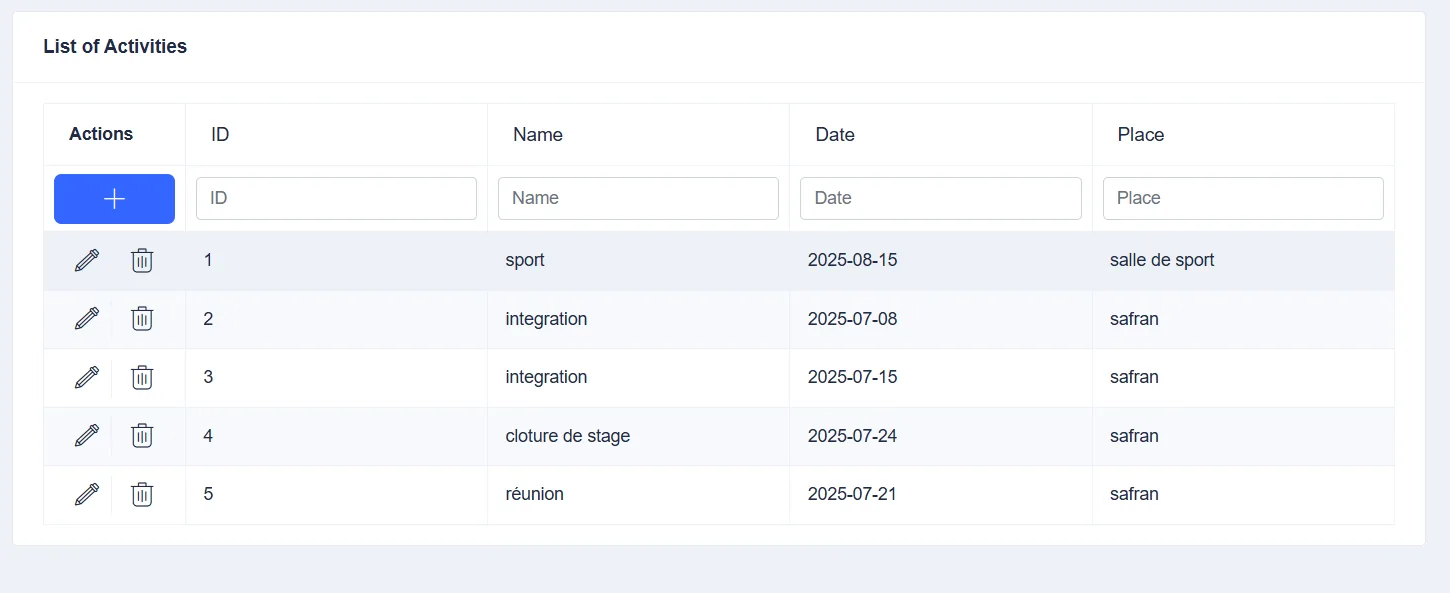 List of Activities
Actions ID Name Date Place
ID Name Date Place
1 sport 2025-08-15 salle de sport
2 integration 2025-07-08 safran
3 integration 2025-07-15 safran
4 cloture de stage 2025-07-24 safran
5 réunion 2025-07-21 safran